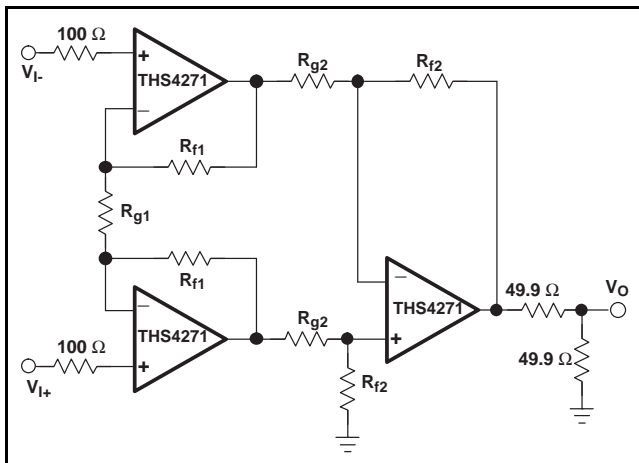 100 Ω
V_I-
+
THS4271
−
R_f1
R_g2
R_f2
R_g1
R_f1
−
THS4271
+
100 Ω
V_I+
R_g2
R_f2
−
THS4271
+
49.9 Ω
V_O
49.9 Ω